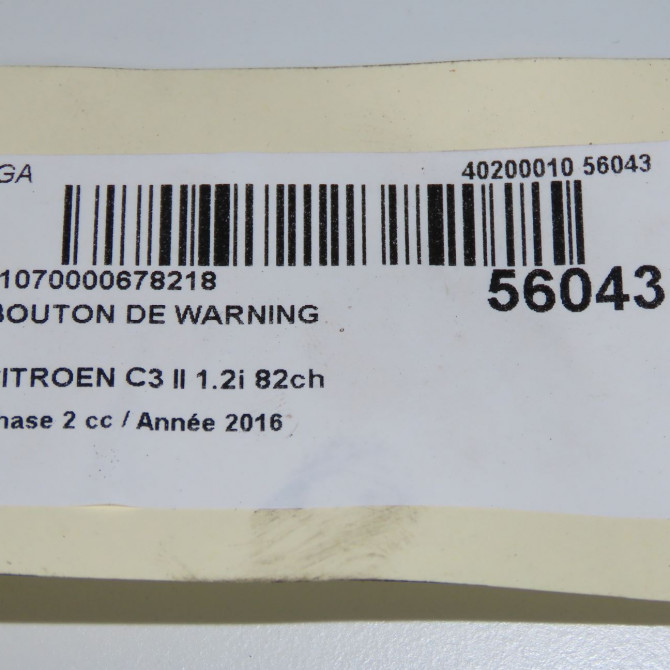 GA
40200010 56043
1070000678218
56043
BOUTON DE WARNING
ITROEN C3 II 1.2i 82ch
hase 2 cc / Année 2016